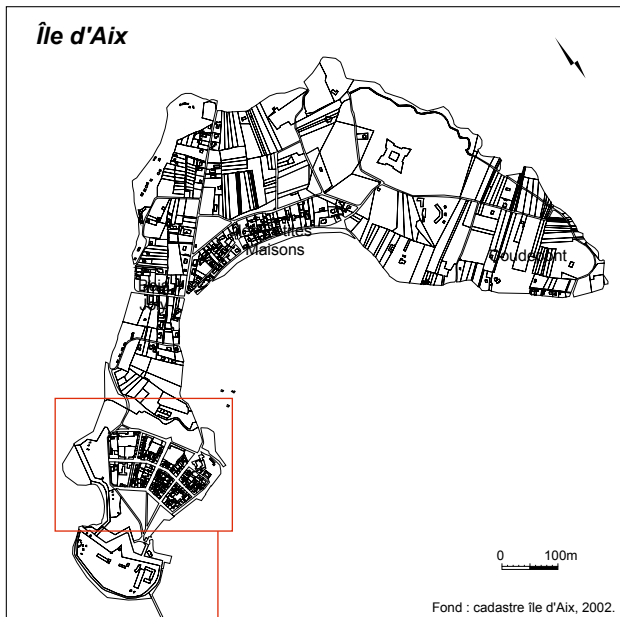 Île d'Aix
Maisons
Coudepont
0 100m
Fond : cadastre île d'Aix, 2002.